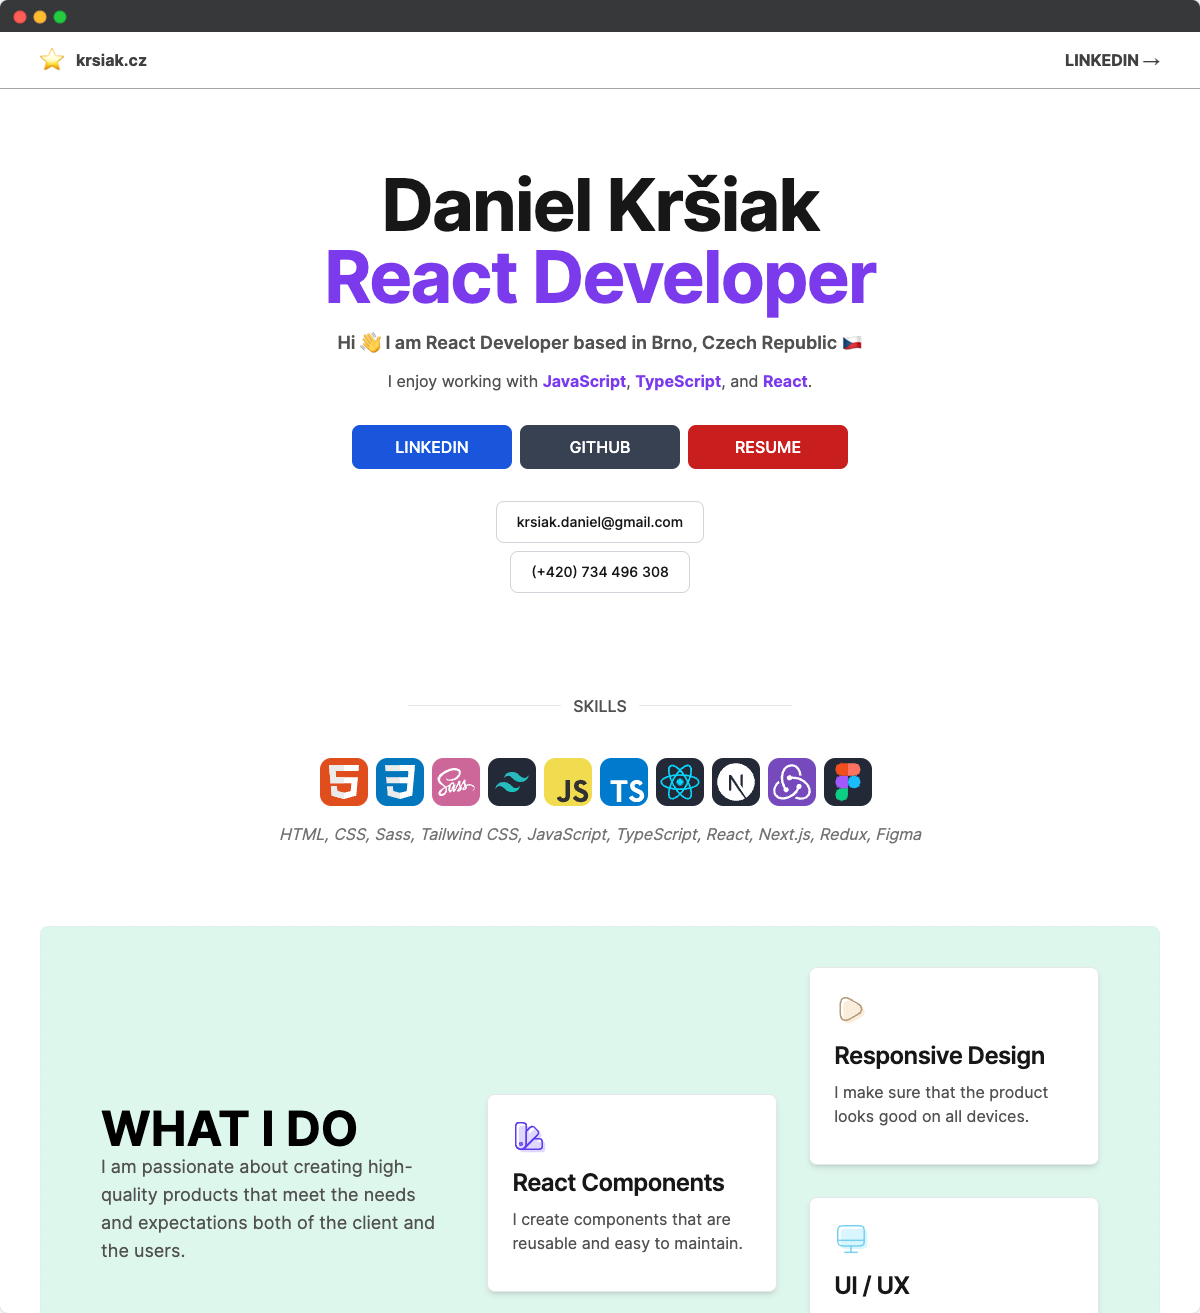 krsiak.cz
LINKEDIN →
Daniel Kršiak
React Developer
Hi 👋 I am React Developer based in Brno, Czech Republic 🇨🇿
I enjoy working with JavaScript, TypeScript, and React.
LINKEDIN
GITHUB
RESUME
krsiak.daniel@gmail.com
(+420) 734 496 308
SKILLS
5
3
Sass
JS
TS
N
HTML, CSS, Sass, Tailwind CSS, JavaScript, TypeScript, React, Next.js, Redux, Figma
WHAT I DO
I am passionate about creating high-
quality products that meet the needs
and expectations both of the client and
the users.
React Components
I create components that are
reusable and easy to maintain.
Responsive Design
I make sure that the product
looks good on all devices.
UI / UX